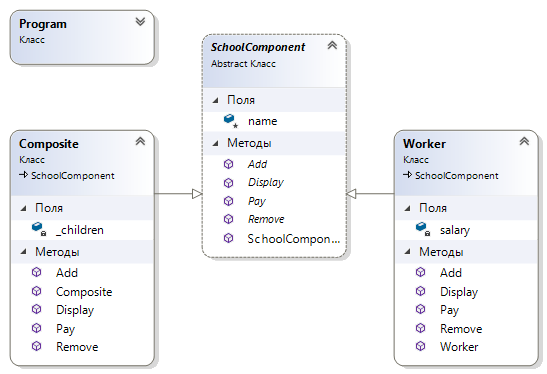 Program
Класс
SchoolComponent
Abstract Класс
Поля
name
Методы
Add
Display
Pay
Remove
SchoolCompon...
Composite
Класс
SchoolComponent
Поля
_children
Методы
Add
Composite
Display
Pay
Remove
Worker
Класс
SchoolComponent
Поля
salary
Методы
Add
Display
Pay
Remove
Worker